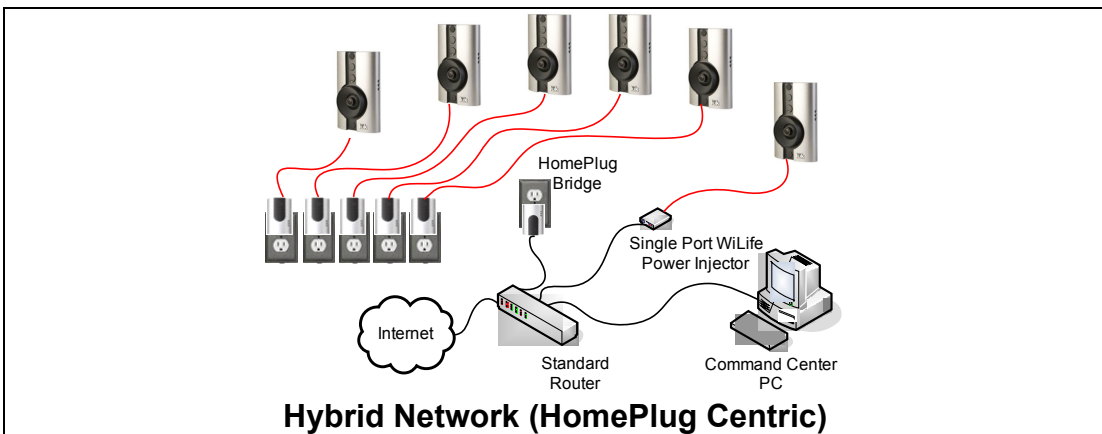 HomePlug
Bridge
Single Port WiLife
Power Injector
Internet
Standard
Router
Command Center
PC
Hybrid Network (HomePlug Centric)